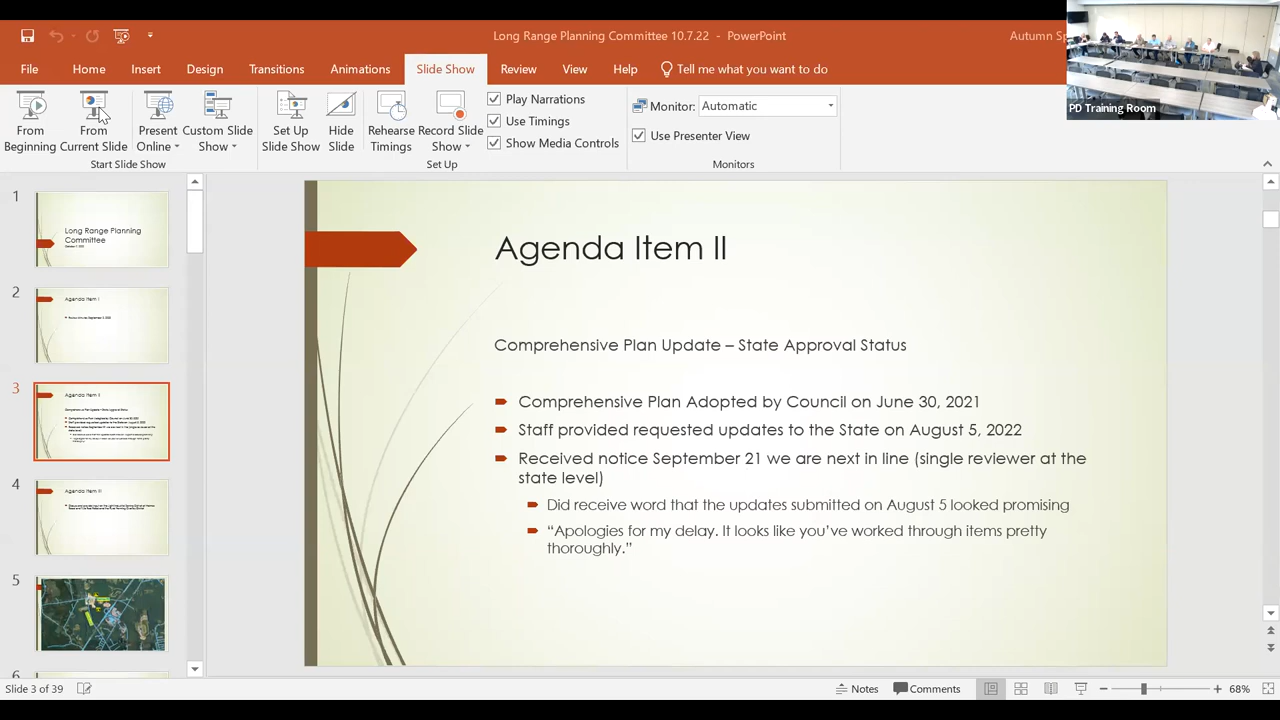 Long Range Planning Committee 10.7.22 - PowerPoint
Autumn Sp
File Home Insert Design Transitions Animations Slide Show Review View Help Tell me what you want to do
From Beginning
From Current Slide
Present Online
Custom Slide Show
Start Slide Show
Set Up Slide Show
Hide Slide
Rehearse Timings
Record Slide Show
Play Narrations
Use Timings
Show Media Controls
Set Up
Monitor: Automatic
Use Presenter View
Monitors
PD Training Room
1
Long Range Planning
Committee
2
Agenda Item I
3
Agenda Item II
4
Agenda Item III
5
Agenda Item II
Comprehensive Plan Update – State Approval Status
Comprehensive Plan Adopted by Council on June 30, 2021
Staff provided requested updates to the State on August 5, 2022
Received notice September 21 we are next in line (single reviewer at the
state level)
Did receive word that the updates submitted on August 5 looked promising
“Apologies for my delay. It looks like you’ve worked through items pretty
thoroughly.”
Slide 3 of 39
Notes
Comments
68%